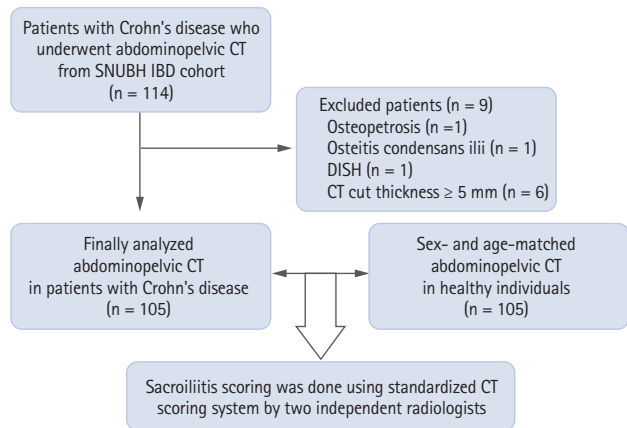 Patients with Crohn's disease who
underwent abdominopelvic CT
from SNUBH IBD cohort
(n = 114)
Excluded patients (n = 9)
Osteopetrosis (n =1)
Osteitis condensans ilii (n = 1)
DISH (n = 1)
CT cut thickness ≥ 5 mm (n = 6)
Finally analyzed
abdominopelvic CT
in patients with Crohn's disease
(n = 105)
Sex- and age-matched
abdominopelvic CT
in healthy individuals
(n = 105)
Sacroiliitis scoring was done using standardized CT
scoring system by two independent radiologists